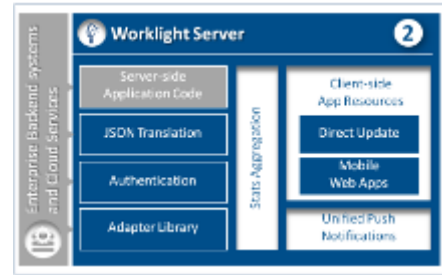 Worklight Server
2
Enterprise Backend systems
and Cloud Services
Server-side
Application Code
JSON Translation
Authentication
Adapter Library
Stats Aggregation
Client-side
App Resources
Direct Update
Mobile
Web Apps
Unified Push
Notifications